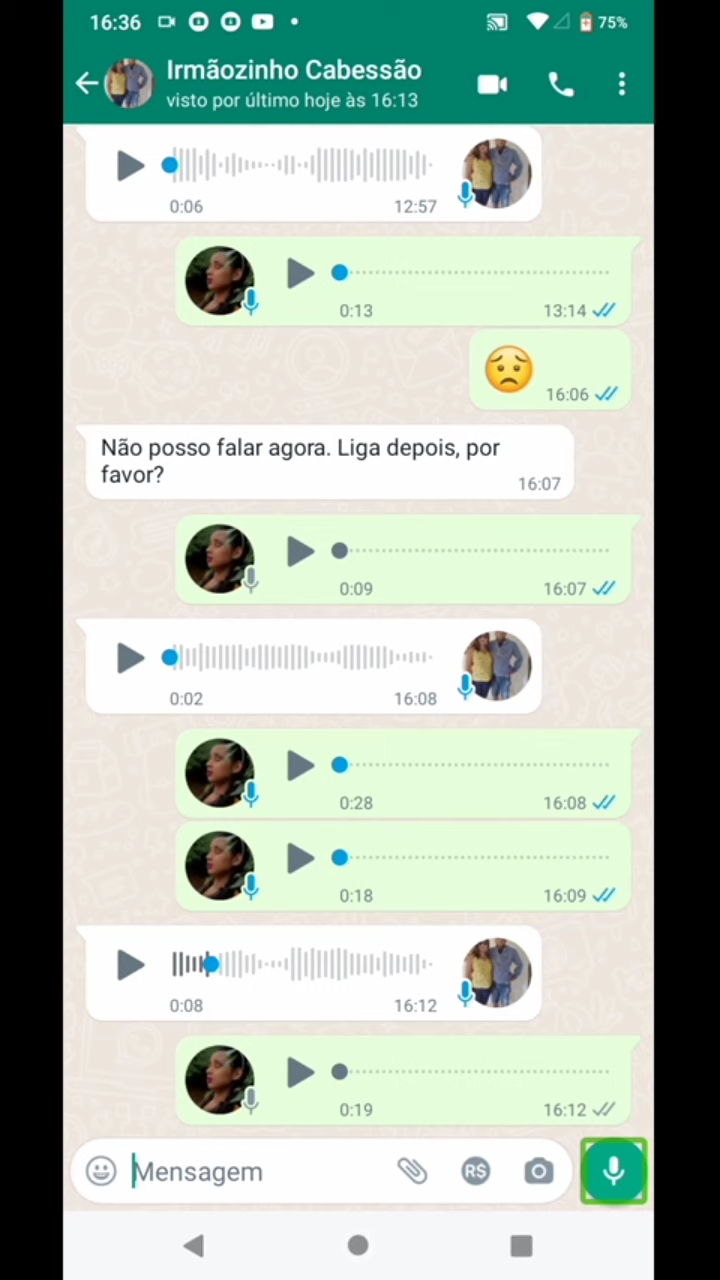 16:36
75%
Irmãozinho Cabessão
visto por último hoje às 16:13
0:06 12:57
0:13 13:14
16:06
Não posso falar agora. Liga depois, por
favor?
16:07
0:09 16:07
0:02 16:08
0:28 16:08
0:18 16:09
0:08 16:12
0:19 16:12
Mensagem
R$